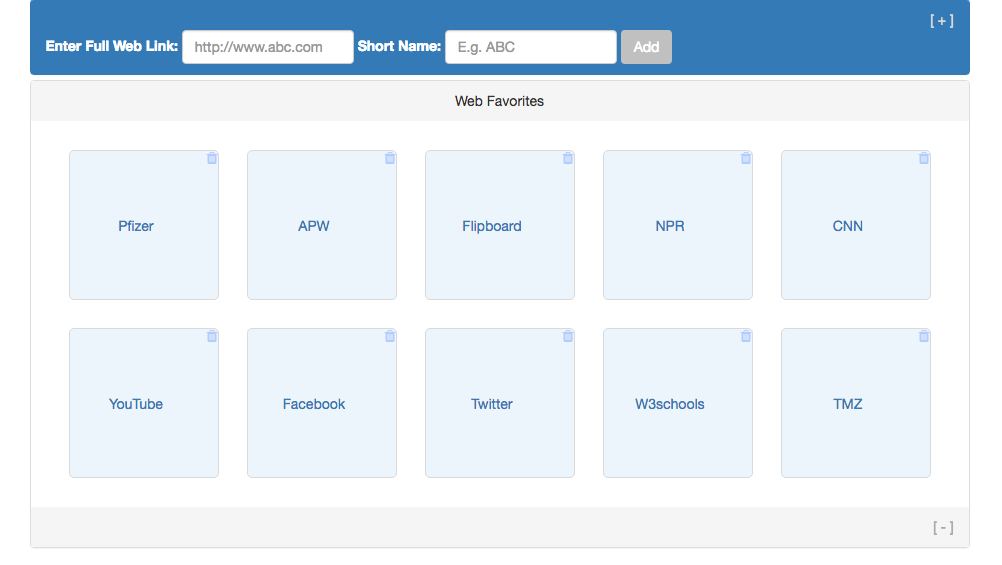 [ + ]
Enter Full Web Link: http://www.abc.com Short Name: E.g. ABC Add
Web Favorites
Pfizer APW Flipboard NPR CNN
YouTube Facebook Twitter W3schools TMZ
[ - ]